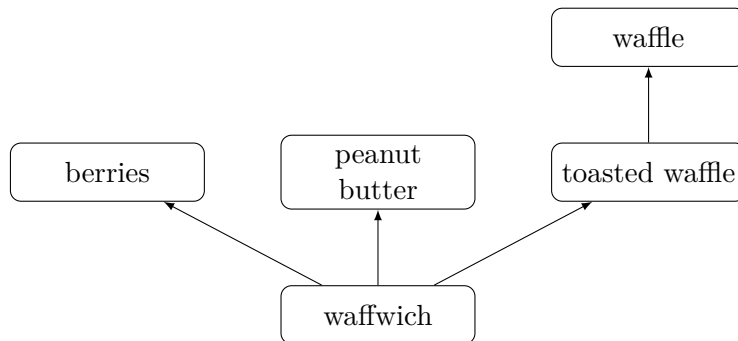 waffle
berries
peanut
butter
toasted waffle
waffwich